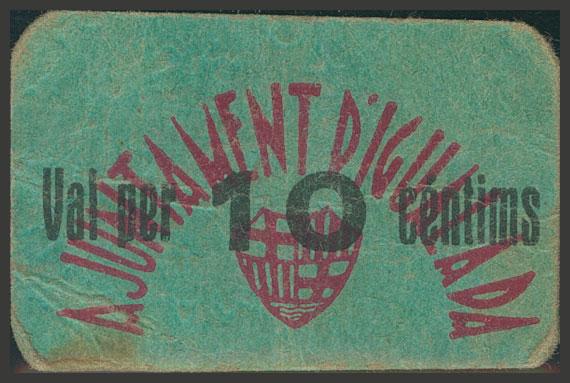 AJUNTAMENT D'IGUALADA
Val per 10 cèntims